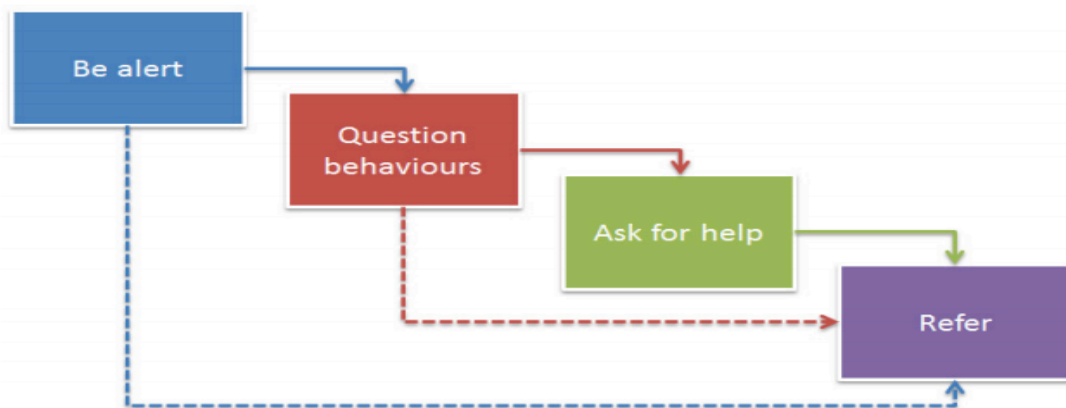 Be alert
Question
behaviours
Ask for help
Refer